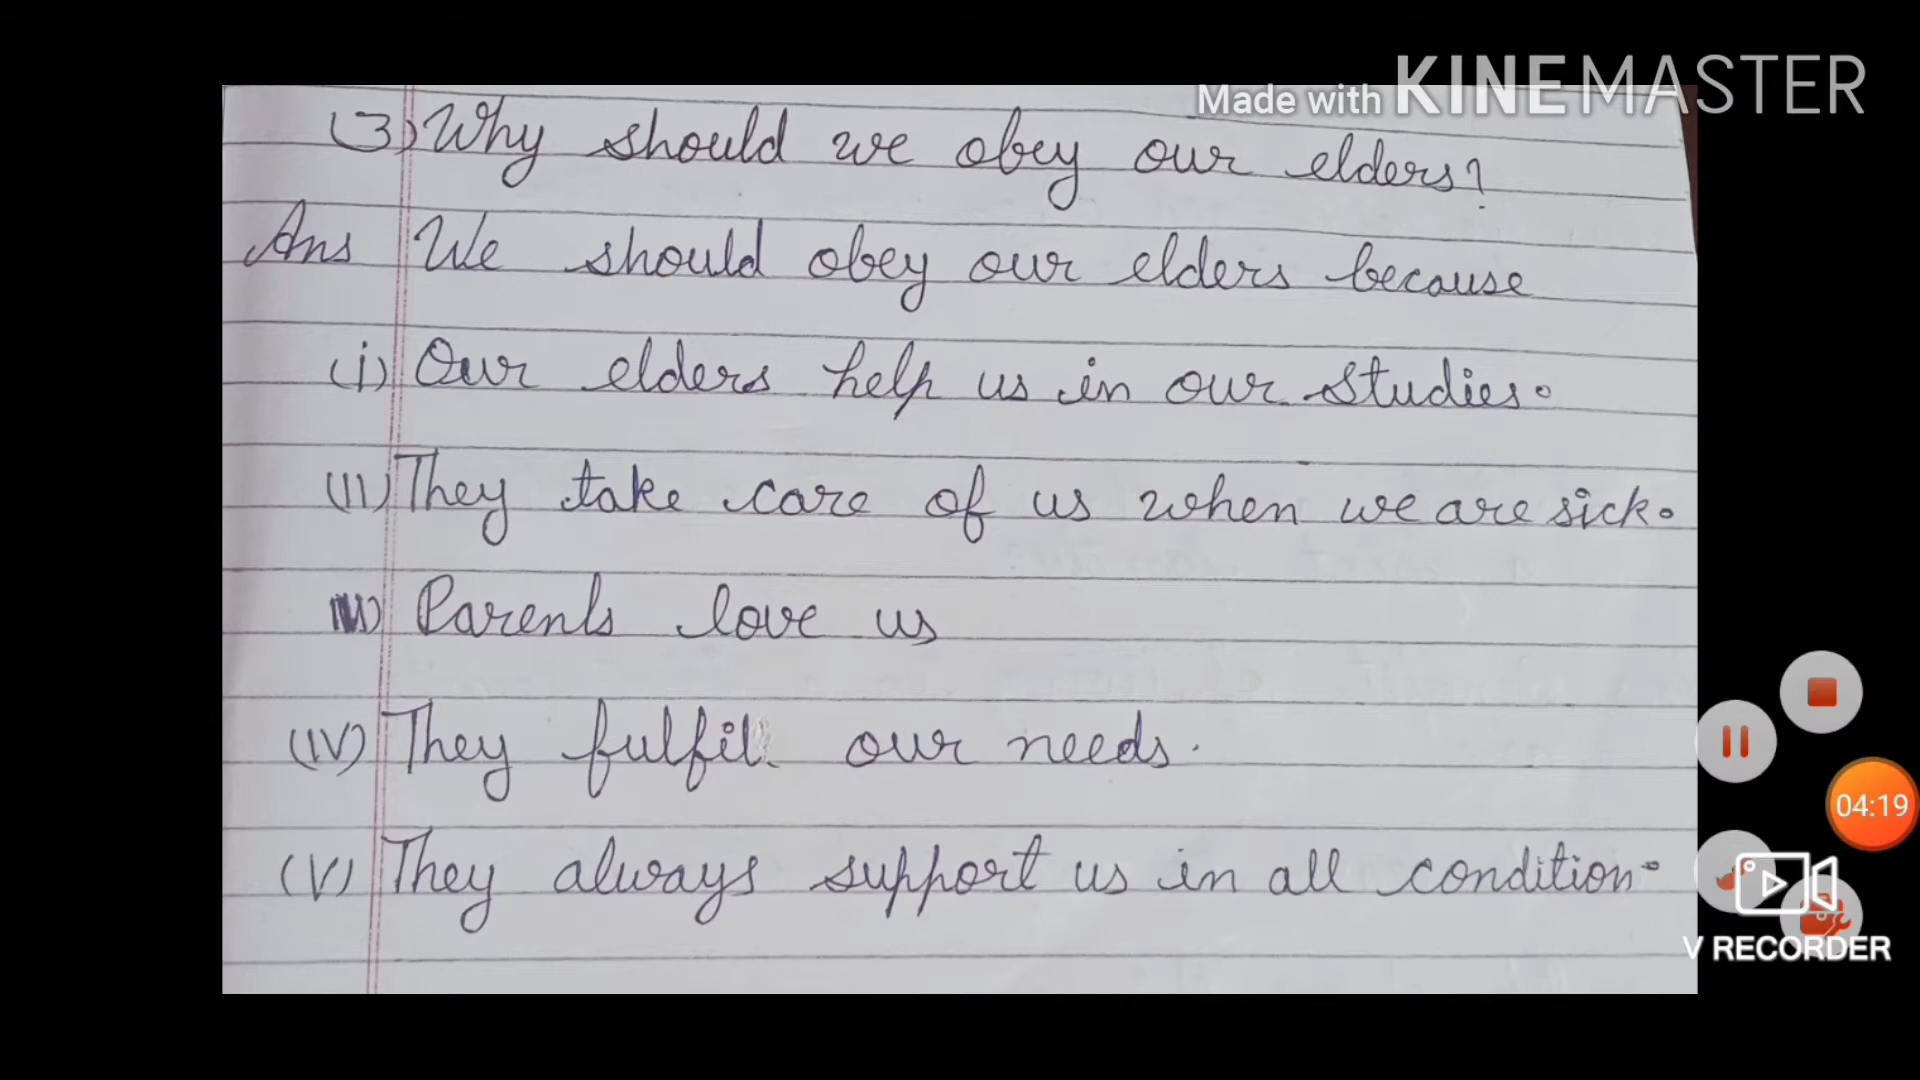 Made with KINEMASTER
(3) Why should we obey our elders?
Ans We should obey our elders because
(i) Our elders help us in our studies.
(II) They take care of us when we are sick.
III) Parents love us
(IV) They fulfil our needs.
(V) They always support us in all condition.
04:19
V RECORDER